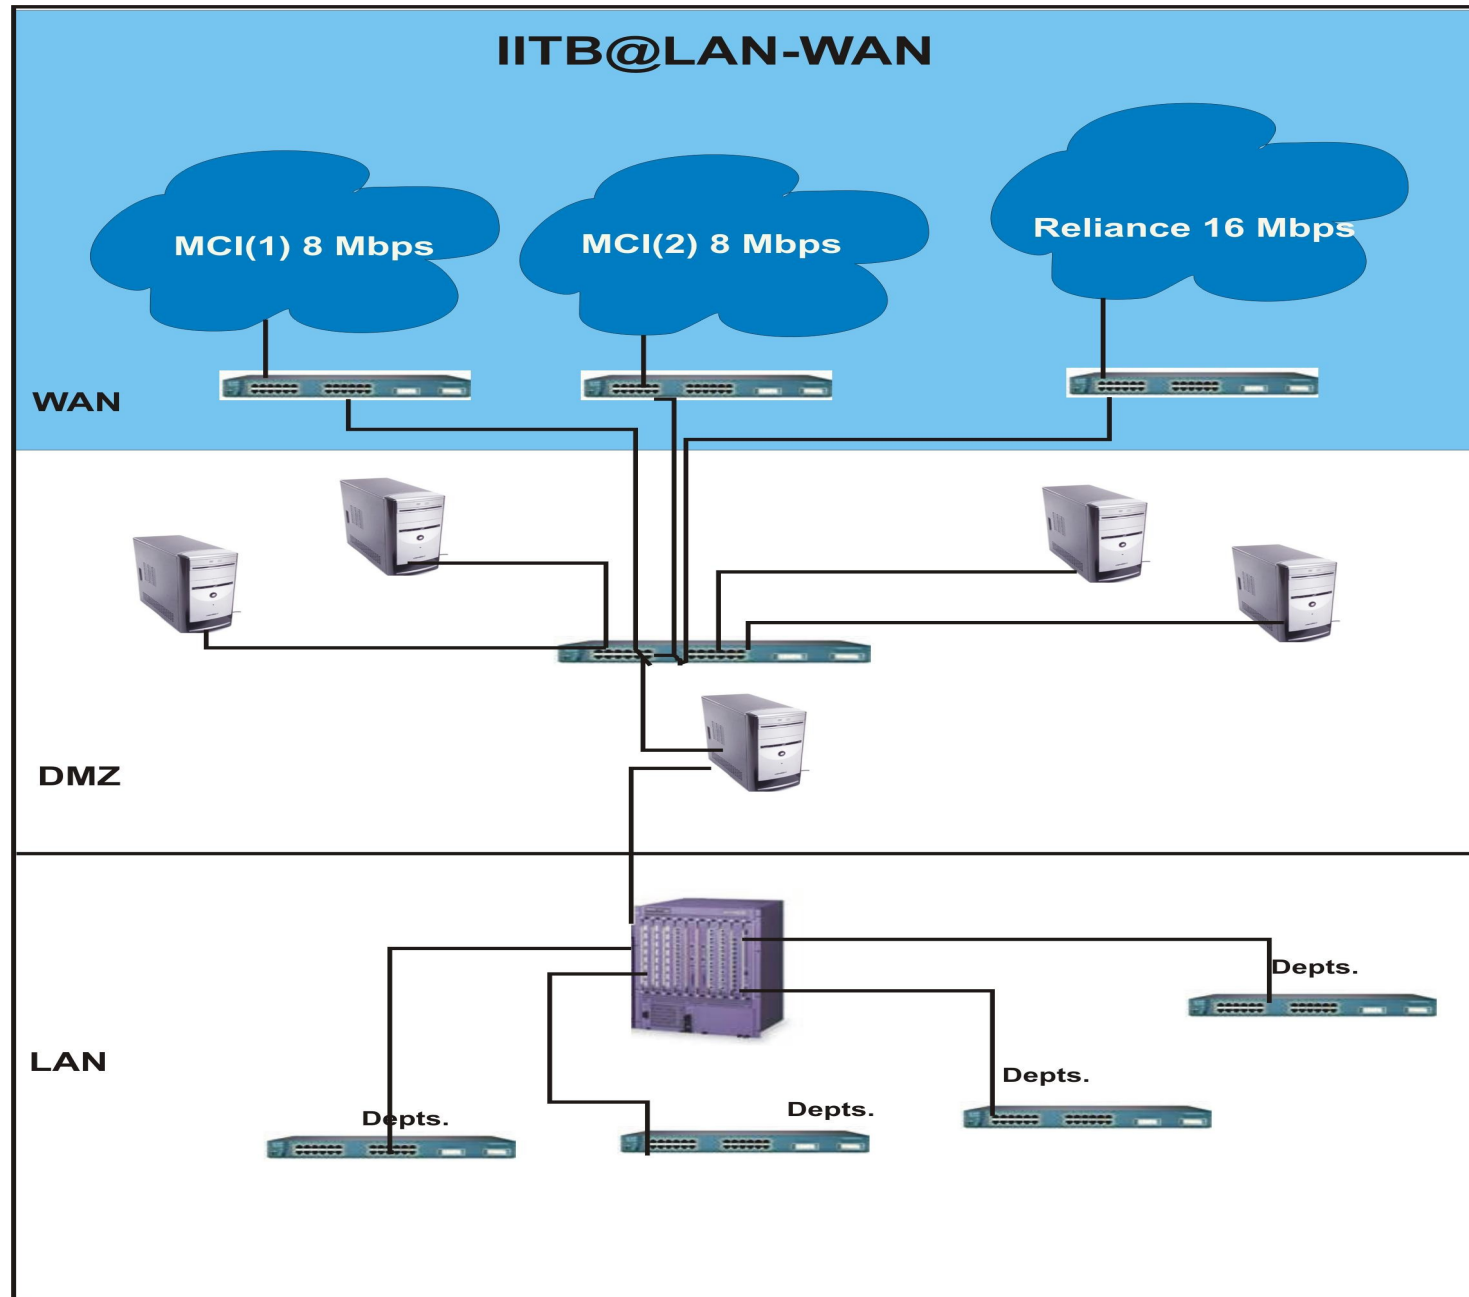 IITB@LAN-WAN
MCI(1) 8 Mbps
MCI(2) 8 Mbps
Reliance 16 Mbps
WAN
DMZ
LAN
Depts.
Depts.
Depts.
Depts.